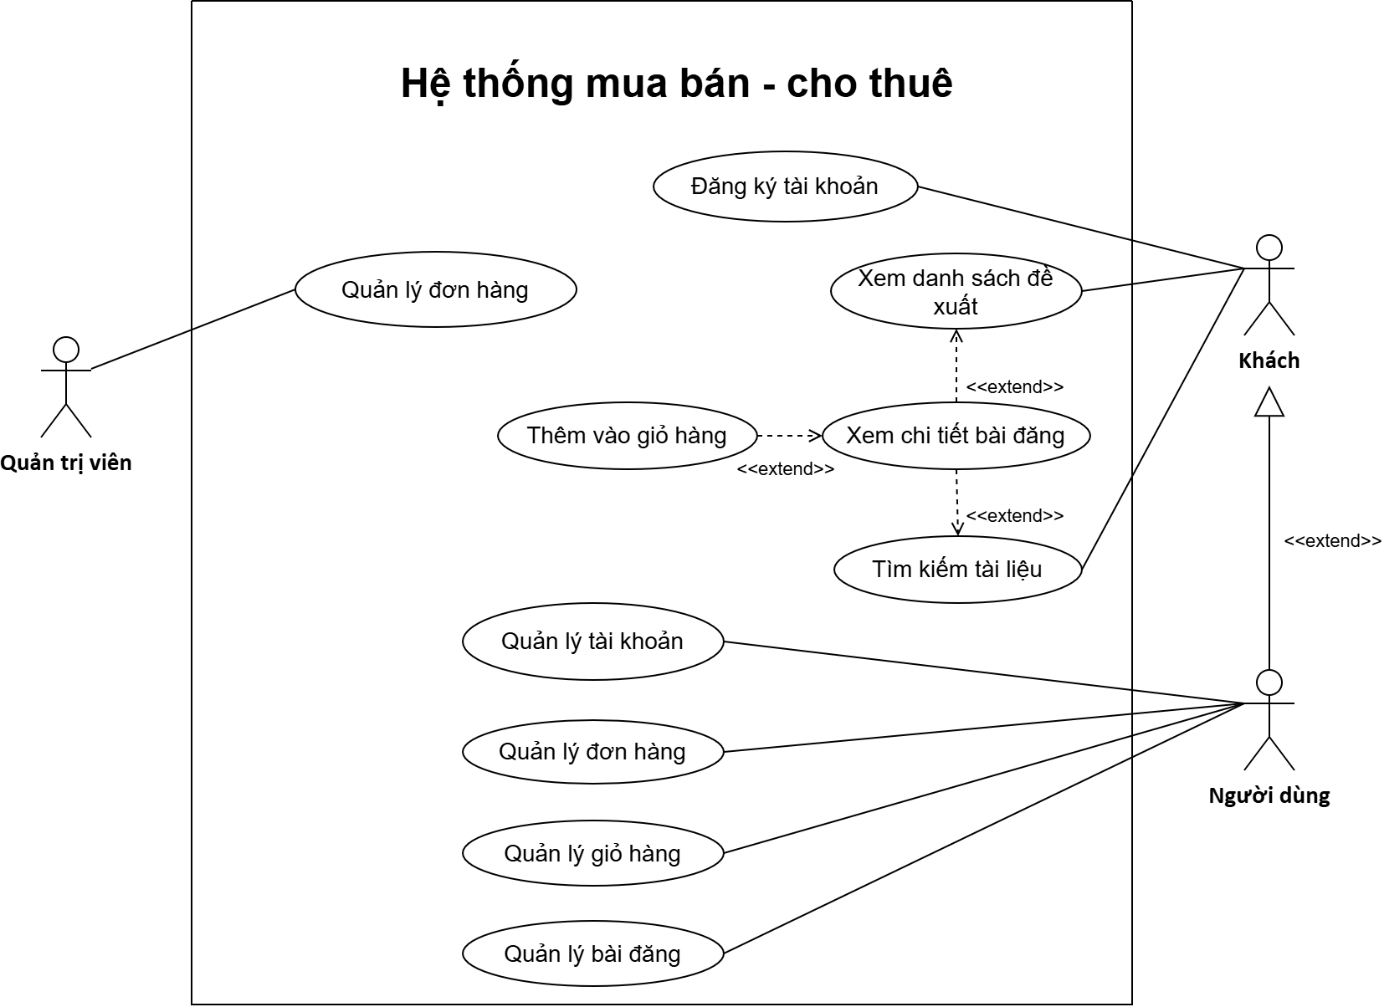 Hệ thống mua bán - cho thuê
Đăng ký tài khoản
Quản lý đơn hàng
Xem danh sách đề
xuất
Khách
<<extend>>
Thêm vào giỏ hàng
Xem chi tiết bài đăng
Quản trị viên
<<extend>>
<<extend>>
<<extend>>
Tìm kiếm tài liệu
Quản lý tài khoản
Quản lý đơn hàng
Người dùng
Quản lý giỏ hàng
Quản lý bài đăng